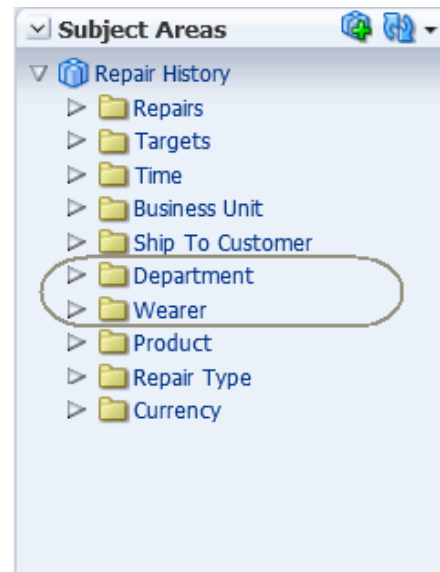 Subject Areas
Repair History
Repairs
Targets
Time
Business Unit
Ship To Customer
Department
Wearer
Product
Repair Type
Currency